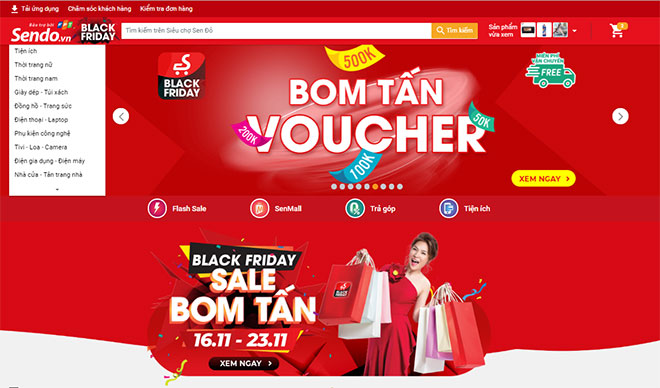 Tải ứng dụng Chăm sóc khách hàng Kiểm tra đơn hàng
Bảo trợ bởi FPT
Sendo.vn BLACK FRIDAY
Tìm kiếm trên Siêu chợ Sen Đỏ
Tìm kiếm
Sản phẩm
vừa xem
Tiện ích
Thời trang nữ
Thời trang nam
Giày dép - Túi xách
Đồng hồ - Trang sức
Điện thoại - Laptop
Phụ kiện công nghệ
Tivi - Loa - Camera
Điện gia dụng - Điện máy
Nhà cửa - Tân trang nhà
BLACK
FRIDAY
BOM TẤN
VOUCHER
500K
200K
100K
50K
MIỄN PHÍ
VẬN CHUYỂN
FREE
XEM NGAY
Flash Sale SenMall Trả góp Tiện ích
BLACK FRIDAY
SALE
BOM TẤN
16.11 - 23.11
XEM NGAY
BLACK
FRIDAY